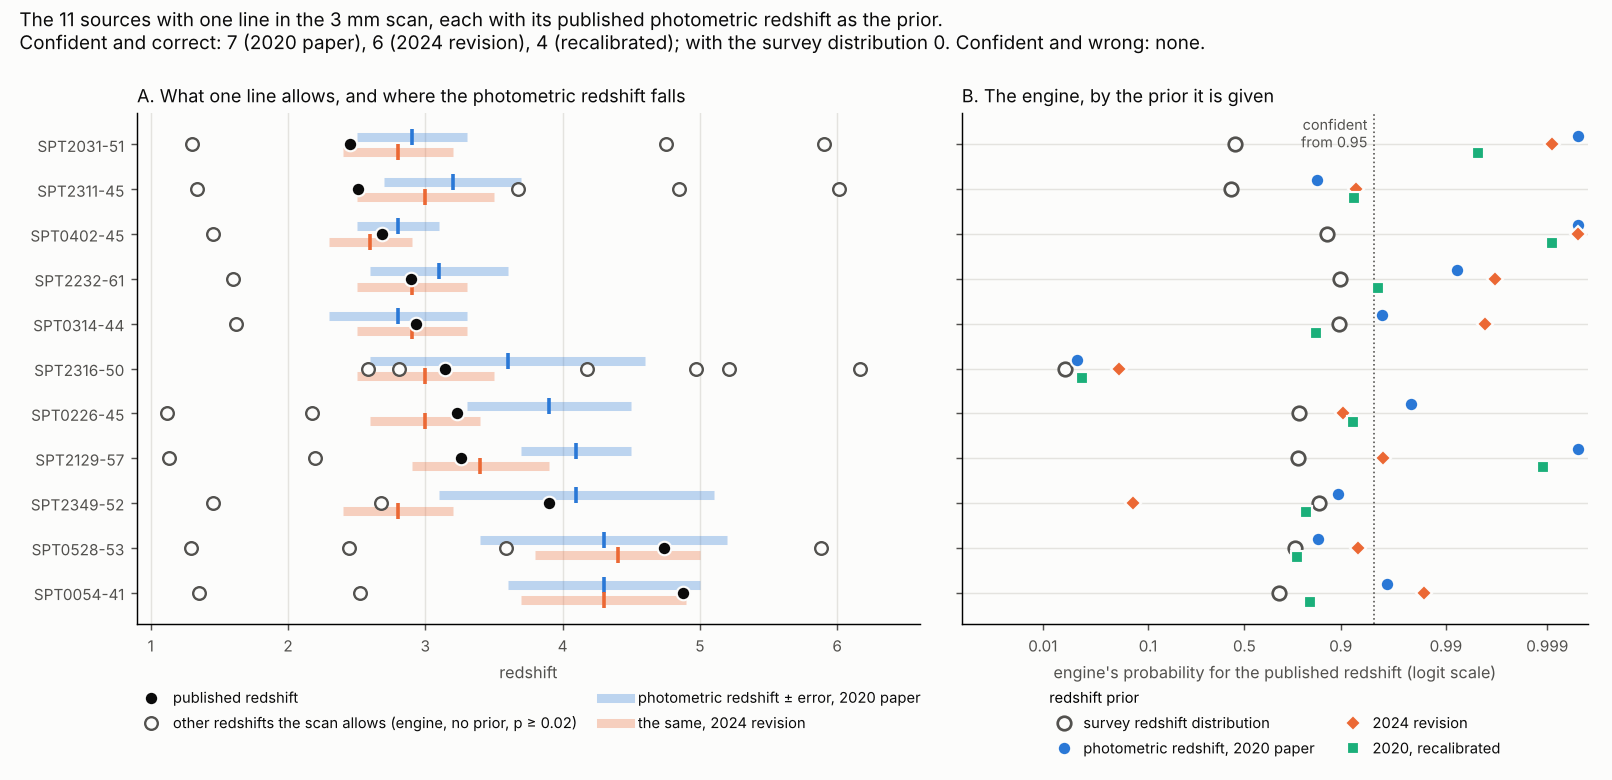 The 11 sources with one line in the 3 mm scan, each with its published photometric redshift as the prior.
Confident and correct: 7 (2020 paper), 6 (2024 revision), 4 (recalibrated); with the survey distribution 0. Confident and wrong: none.
A. What one line allows, and where the photometric redshift falls
SPT2031-51
SPT2311-45
SPT0402-45
SPT2232-61
SPT0314-44
SPT2316-50
SPT0226-45
SPT2129-57
SPT2349-52
SPT0528-53
SPT0054-41
1 2 3 4 5 6
redshift
published redshift
other redshifts the scan allows (engine, no prior, p ≥ 0.02)
photometric redshift ± error, 2020 paper
the same, 2024 revision
B. The engine, by the prior it is given
confident
from 0.95
0.01 0.1 0.5 0.9 0.99 0.999
engine's probability for the published redshift (logit scale)
redshift prior
survey redshift distribution
photometric redshift, 2020 paper
2024 revision
2020, recalibrated